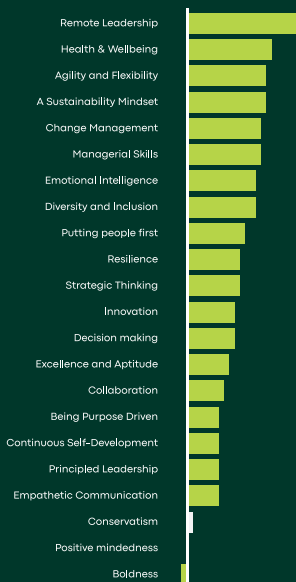 Remote Leadership
Health & Wellbeing
Agility and Flexibility
A Sustainability Mindset
Change Management
Managerial Skills
Emotional Intelligence
Diversity and Inclusion
Putting people first
Resilience
Strategic Thinking
Innovation
Decision making
Excellence and Aptitude
Collaboration
Being Purpose Driven
Continuous Self-Development
Principled Leadership
Empathetic Communication
Conservatism
Positive mindedness
Boldness